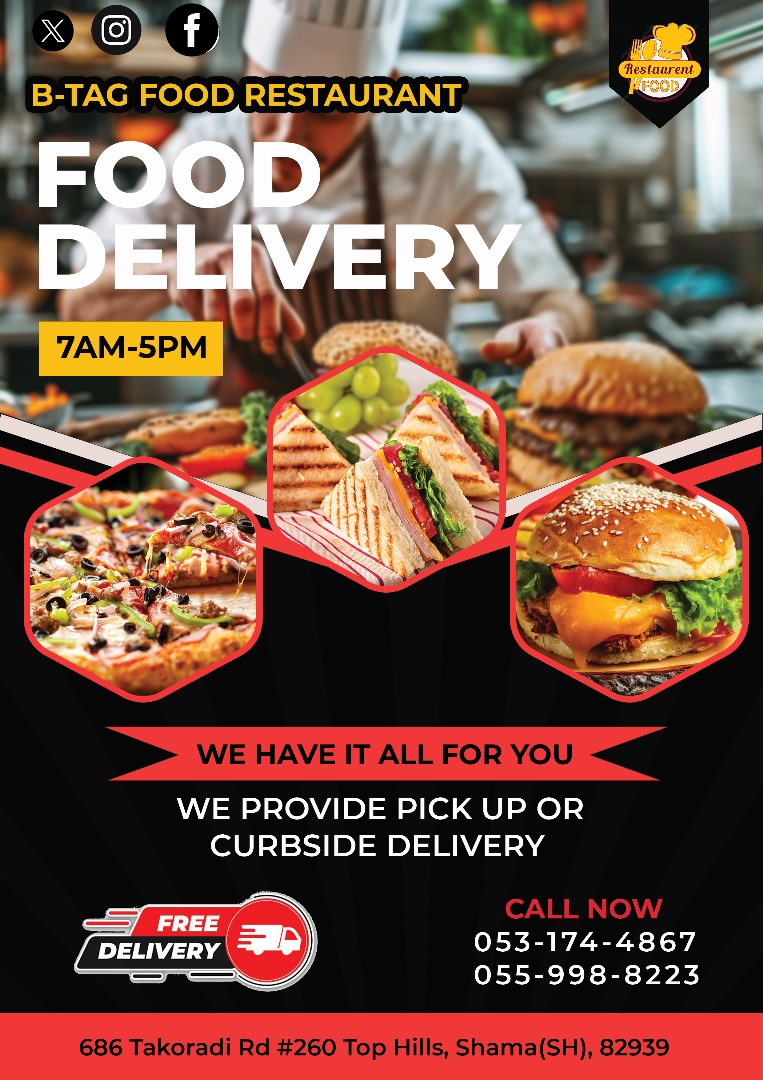 B-TAG FOOD RESTAURANT
Restaurent
FOOD
FOOD
DELIVERY
7AM-5PM
WE HAVE IT ALL FOR YOU
WE PROVIDE PICK UP OR
CURBSIDE DELIVERY
FREE
DELIVERY
CALL NOW
053-174-4867
055-998-8223
686 Takoradi Rd #260 Top Hills, Shama(SH), 82939